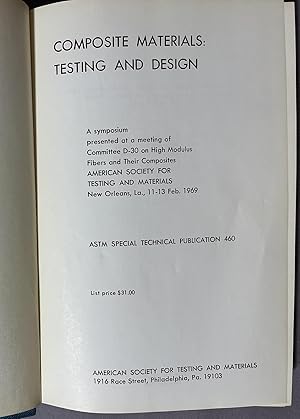 COMPOSITE MATERIALS:
TESTING AND DESIGN
A symposium
presented at a meeting of
Committee D-30 on High Modulus
Fibers and Their Composites
AMERICAN SOCIETY FOR
TESTING AND MATERIALS
New Orleans, La., 11-13 Feb. 1969
ASTM SPECIAL TECHNICAL PUBLICATION 460
List price $31.00
AMERICAN SOCIETY FOR TESTING AND MATERIALS
1916 Race Street, Philadelphia, Pa. 19103